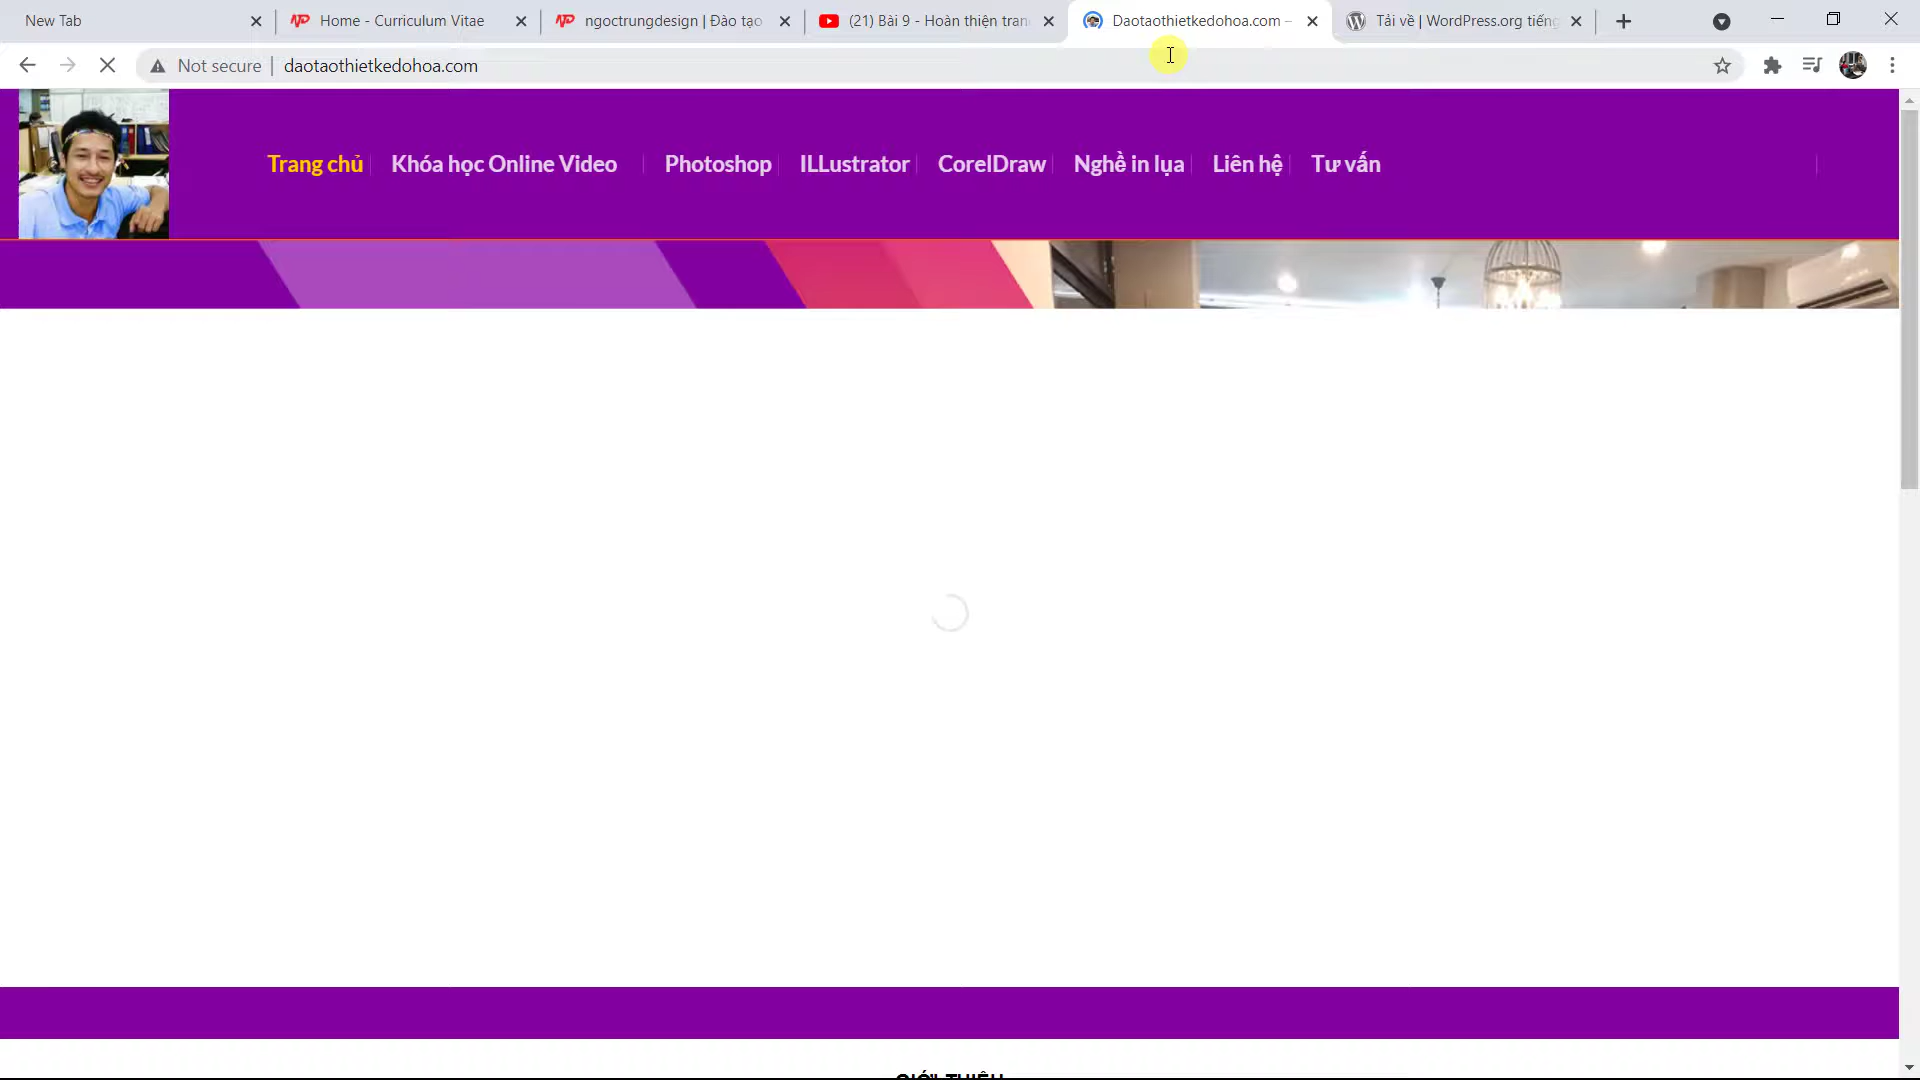 New Tab
Home - Curriculum Vitae
ngoctrungdesign | Đào tạo
(21) Bài 9 - Hoàn thiện tran
Daotaothietkedohoa.com –
Tải về | WordPress.org tiếng
Not secure | daotaothietkedohoa.com
Trang chủ
Khóa học Online Video
Photoshop
ILLustrator
CorelDraw
Nghề in lụa
Liên hệ
Tư vấn
GIỚI THIỆU